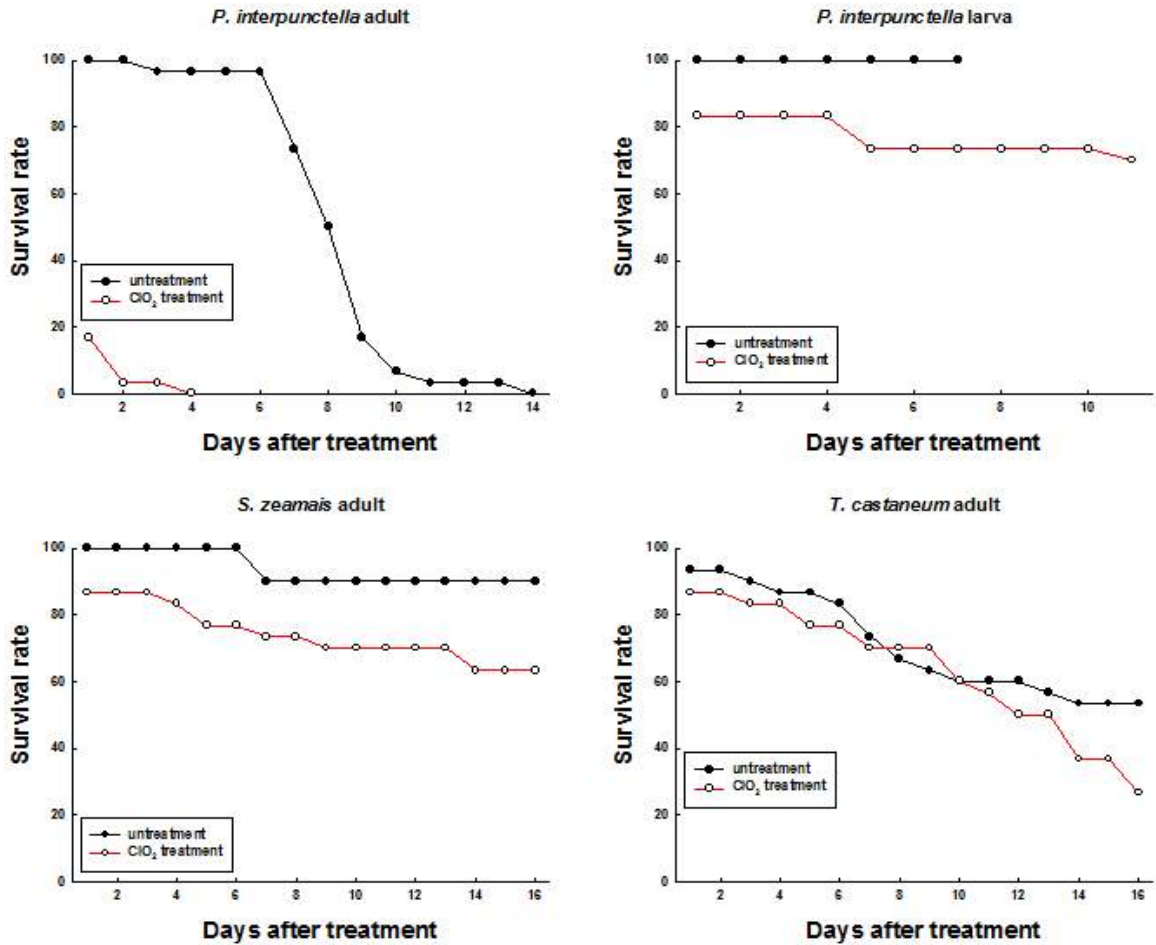 P. interpunctella adult
100
80
60
40
20
0
Survival rate
untreatment
ClO₂ treatment
2 4 6 8 10 12 14
Days after treatment
P. interpunctella larva
100
80
60
40
20
0
Survival rate
untreatment
ClO₂ treatment
2 4 6 8 10
Days after treatment
S. zeamais adult
100
80
60
40
20
0
Survival rate
untreatment
ClO₂ treatment
2 4 6 8 10 12 14 16
Days after treatment
T. castaneum adult
100
80
60
40
20
0
Survival rate
untreatment
ClO₂ treatment
2 4 6 8 10 12 14 16
Days after treatment